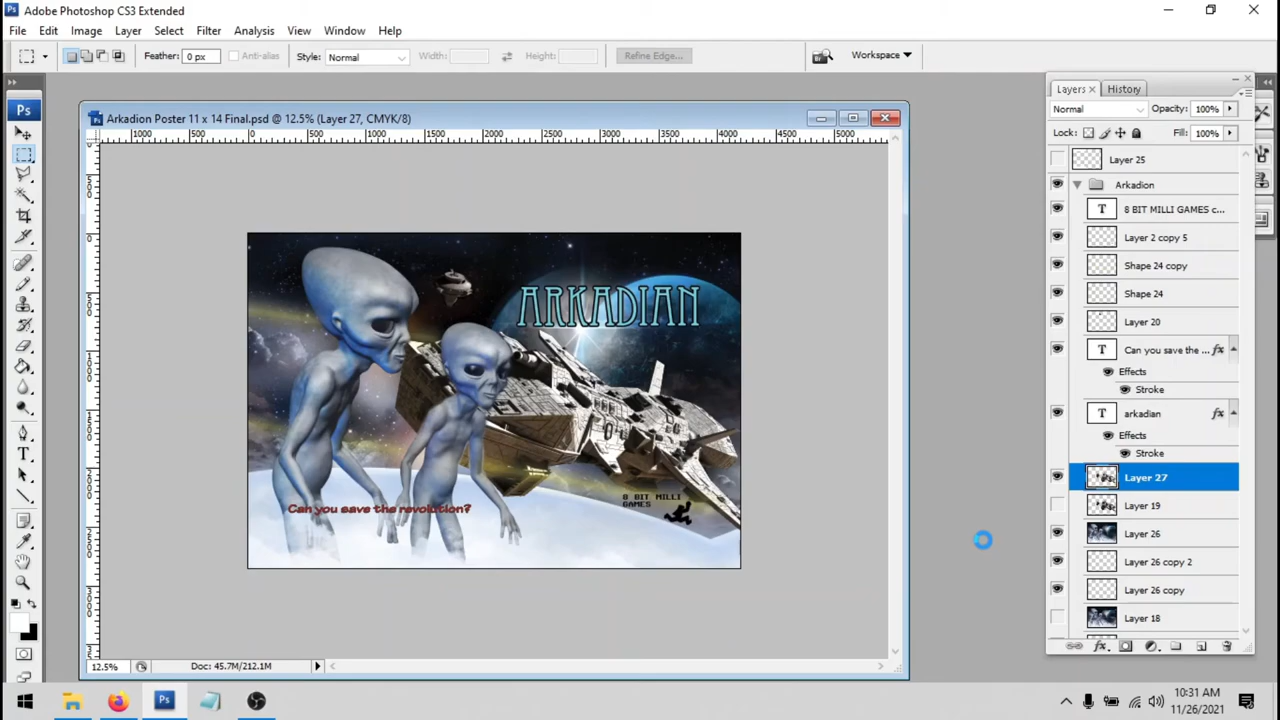 Adobe Photoshop CS3 Extended
File Edit Image Layer Select Filter Analysis View Window Help
Feather: 0 px Anti-alias Style: Normal Width: Height: Refine Edge... Workspace
Layers × History
Normal Opacity: 100%
Lock: Fill: 100%
Ps
Arkadion Poster 11 x 14 Final.psd @ 12.5% (Layer 27, CMYK/8)
1000 500 0 500 1000 1500 2000 2500 3000 3500 4000 4500 5000
Layer 25
Arkadion
T 8 BIT MILLI GAMES c...
Layer 2 copy 5
Shape 24 copy
Shape 24
Layer 20
T Can you save the ... fx
Effects
Stroke
T arkadian fx
Effects
Stroke
Layer 27
Layer 19
Layer 26
Layer 26 copy 2
Layer 26 copy
Layer 18
ARKADIAN
8 BIT MILLI
GAMES
Can you save the revolution?
12.5% Doc: 45.7M/212.1M
Ps
10:31 AM
11/26/2021